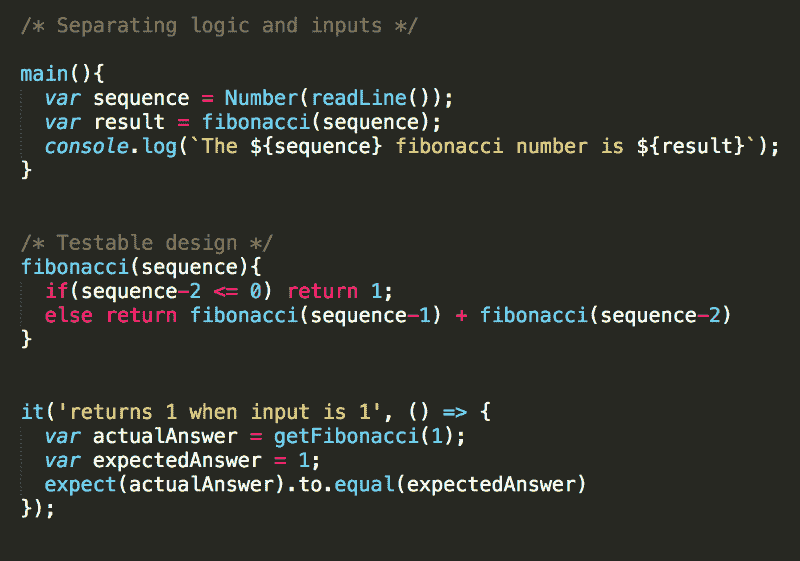 /* Separating logic and inputs */
main(){
var sequence = Number(readLine());
var result = fibonacci(sequence);
console.log(`The ${sequence} fibonacci number is ${result}`);
}
/* Testable design */
fibonacci(sequence){
if(sequence-2 <= 0) return 1;
else return fibonacci(sequence-1) + fibonacci(sequence-2)
}
it('returns 1 when input is 1', () => {
var actualAnswer = getFibonacci(1);
var expectedAnswer = 1;
expect(actualAnswer).to.equal(expectedAnswer)
});